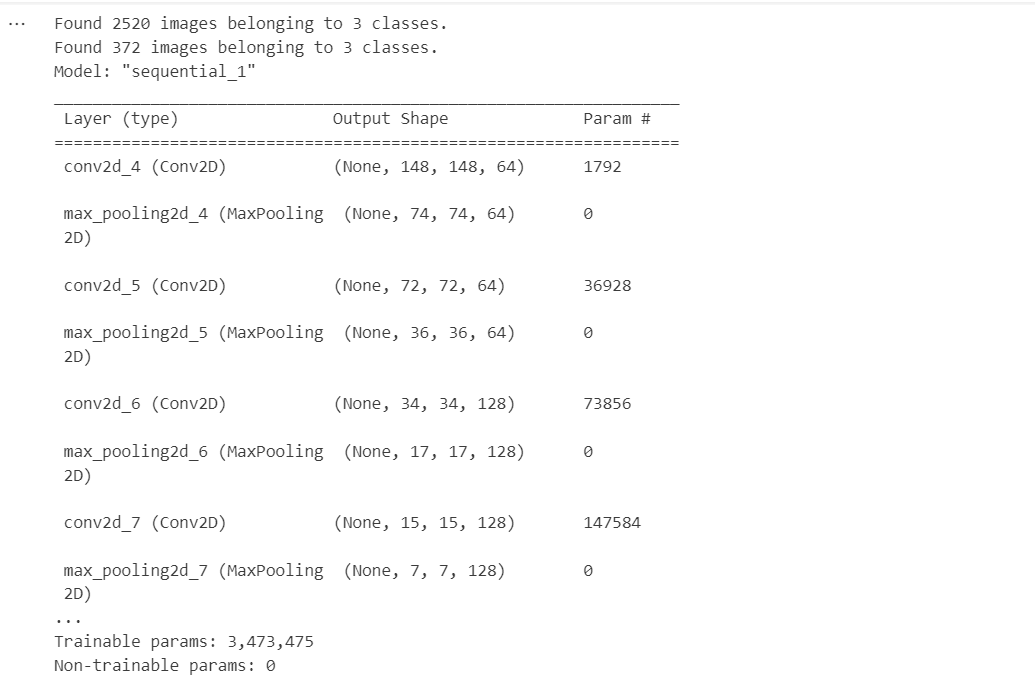 ...
Found 2520 images belonging to 3 classes.
Found 372 images belonging to 3 classes.
Model: "sequential_1"
_________________________________________________________________
Layer (type) Output Shape Param #
=================================================================
conv2d_4 (Conv2D) (None, 148, 148, 64) 1792
max_pooling2d_4 (MaxPooling (None, 74, 74, 64) 0
2D)
conv2d_5 (Conv2D) (None, 72, 72, 64) 36928
max_pooling2d_5 (MaxPooling (None, 36, 36, 64) 0
2D)
conv2d_6 (Conv2D) (None, 34, 34, 128) 73856
max_pooling2d_6 (MaxPooling (None, 17, 17, 128) 0
2D)
conv2d_7 (Conv2D) (None, 15, 15, 128) 147584
max_pooling2d_7 (MaxPooling (None, 7, 7, 128) 0
2D)
...
Trainable params: 3,473,475
Non-trainable params: 0